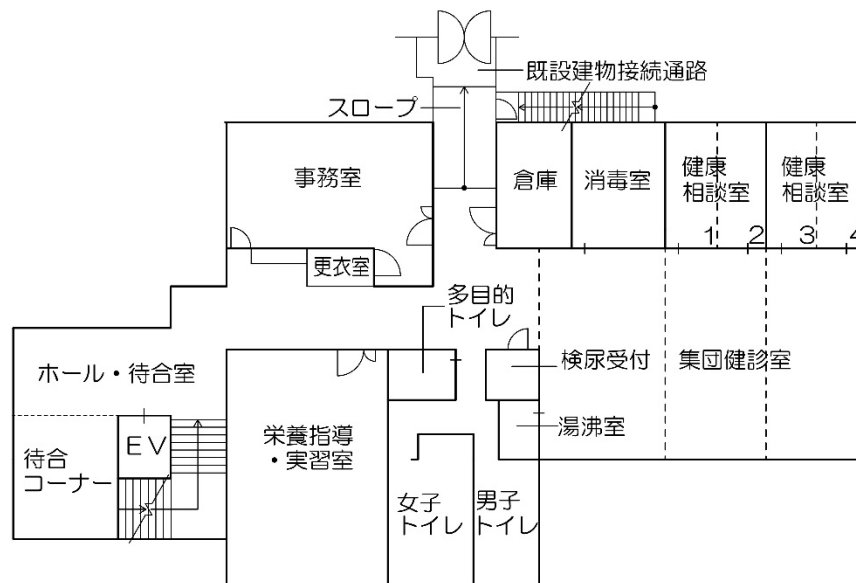 既設建物接続通路
スロープ
事務室
倉庫
消毒室
健康
相談室
健康
相談室
1
2
3
4
更衣室
多目的
トイレ
ホール・待合室
検尿受付
集団健診室
湯沸室
EV
待合
コーナー
栄養指導
・実習室
女子
トイレ
男子
トイレ